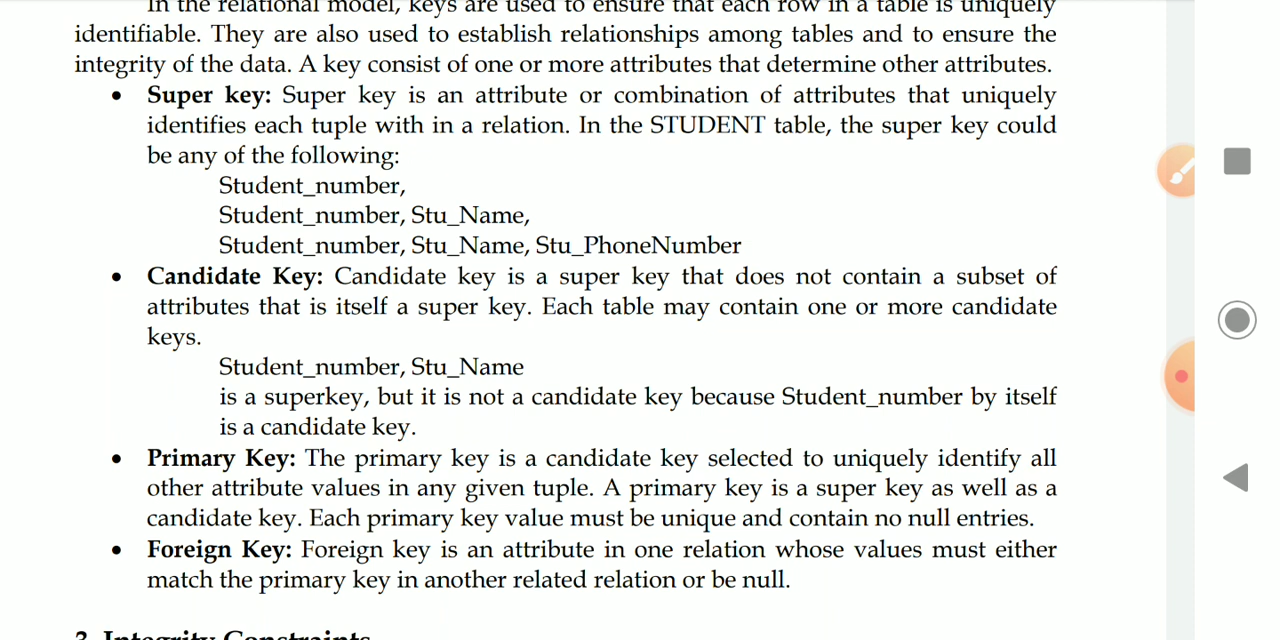 In the relational model, keys are used to ensure that each row in a table is uniquely
identifiable. They are also used to establish relationships among tables and to ensure the
integrity of the data. A key consist of one or more attributes that determine other attributes.
• Super key: Super key is an attribute or combination of attributes that uniquely
identifies each tuple with in a relation. In the STUDENT table, the super key could
be any of the following:
Student_number,
Student_number, Stu_Name,
Student_number, Stu_Name, Stu_PhoneNumber
• Candidate Key: Candidate key is a super key that does not contain a subset of
attributes that is itself a super key. Each table may contain one or more candidate
keys.
Student_number, Stu_Name
is a superkey, but it is not a candidate key because Student_number by itself
is a candidate key.
• Primary Key: The primary key is a candidate key selected to uniquely identify all
other attribute values in any given tuple. A primary key is a super key as well as a
candidate key. Each primary key value must be unique and contain no null entries.
• Foreign Key: Foreign key is an attribute in one relation whose values must either
match the primary key in another related relation or be null.
3. Integrity Constraints